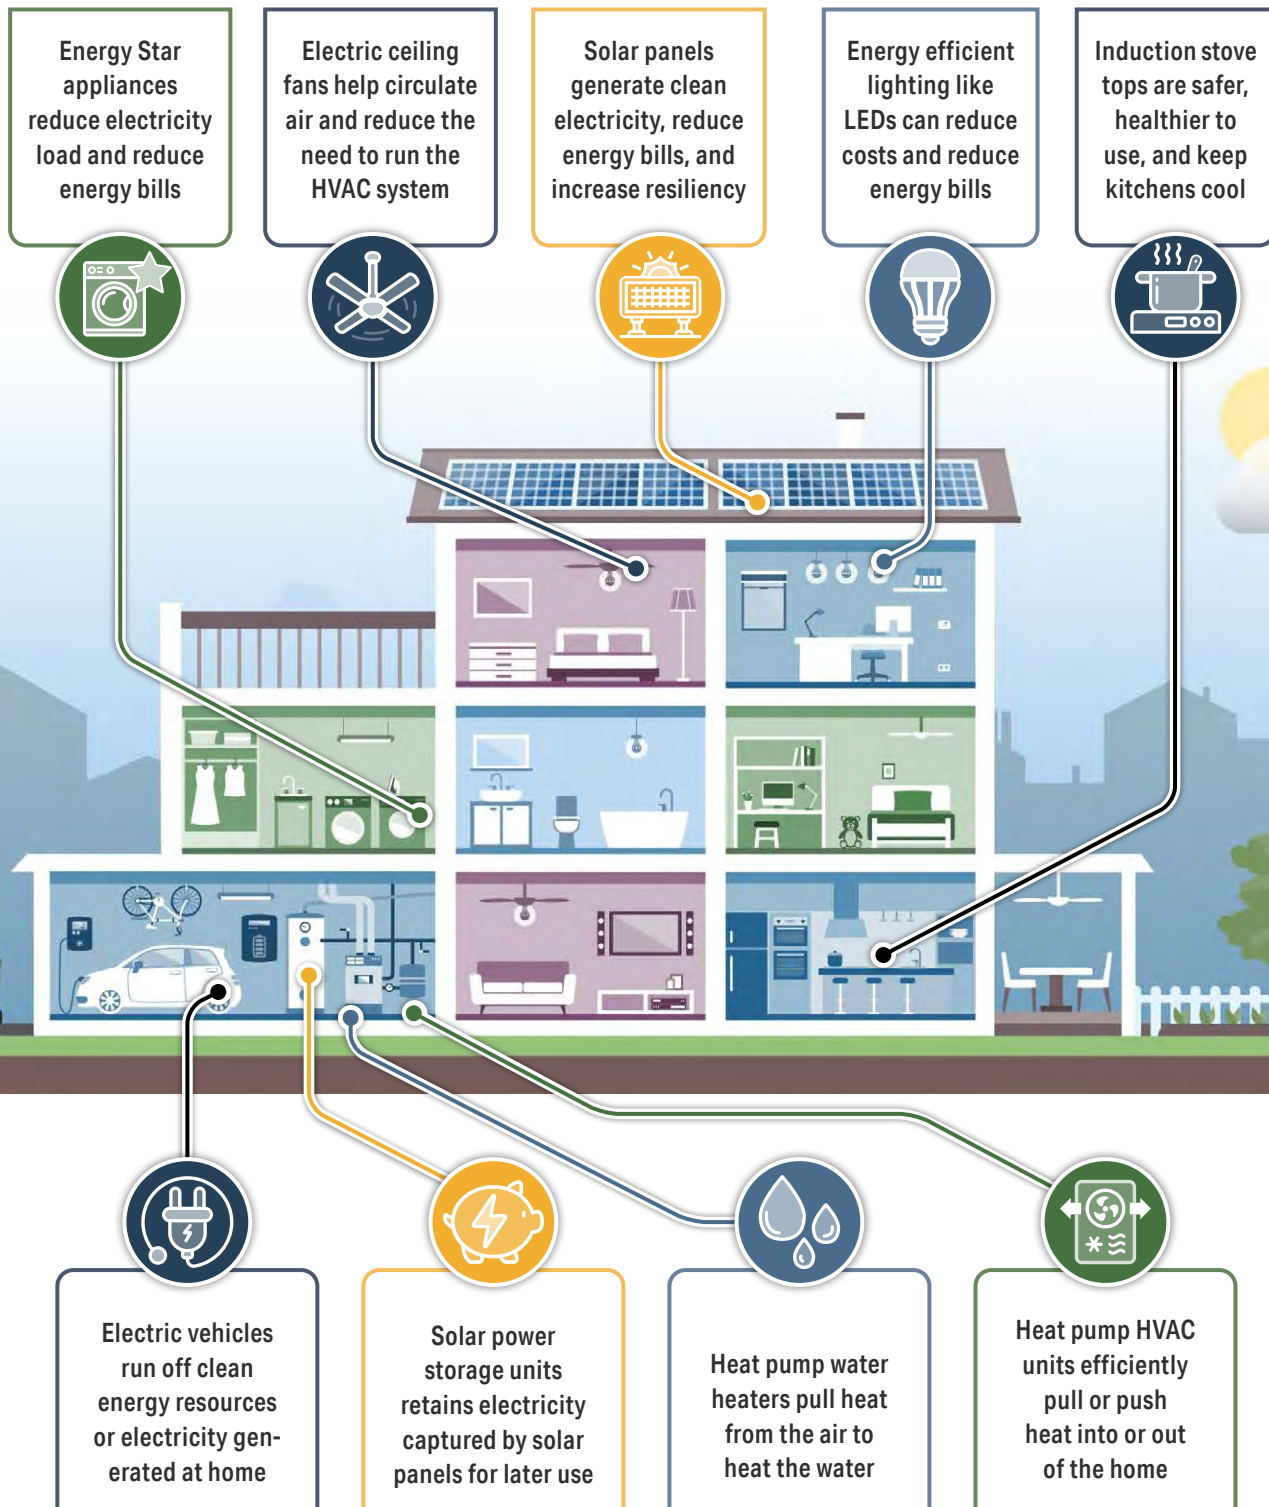 Energy Star
appliances
reduce electricity
load and reduce
energy bills
Electric ceiling
fans help circulate
air and reduce the
need to run the
HVAC system
Solar panels
generate clean
electricity, reduce
energy bills, and
increase resiliency
Energy efficient
lighting like
LEDs can reduce
costs and reduce
energy bills
Induction stove
tops are safer,
healthier to
use, and keep
kitchens cool
Electric vehicles
run off clean
energy resources
or electricity gen-
erated at home
Solar power
storage units
retains electricity
captured by solar
panels for later use
Heat pump water
heaters pull heat
from the air to
heat the water
Heat pump HVAC
units efficiently
pull or push
heat into or out
of the home